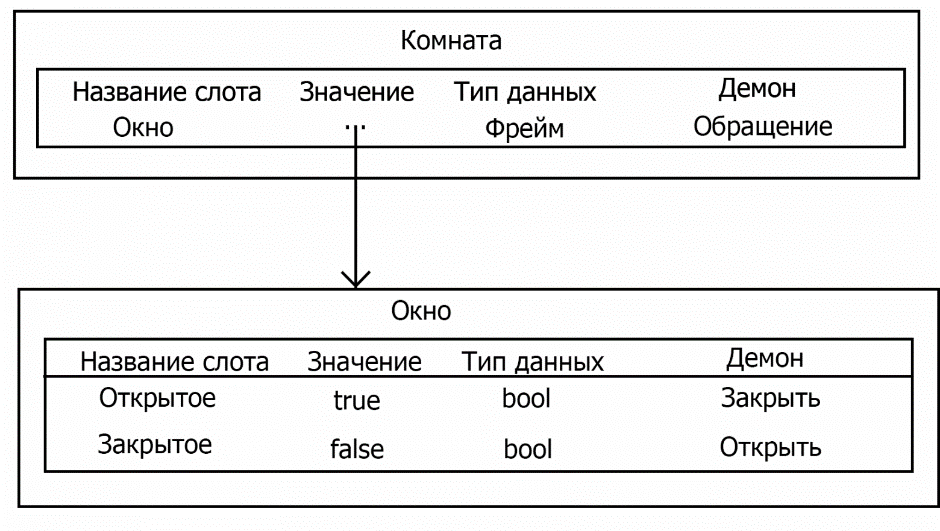 Комната
Название слота Значение Тип данных Демон
Окно ... Фрейм Обращение
Окно
Название слота Значение Тип данных Демон
Открытое true bool Закрыть
Закрытое false bool Открыть